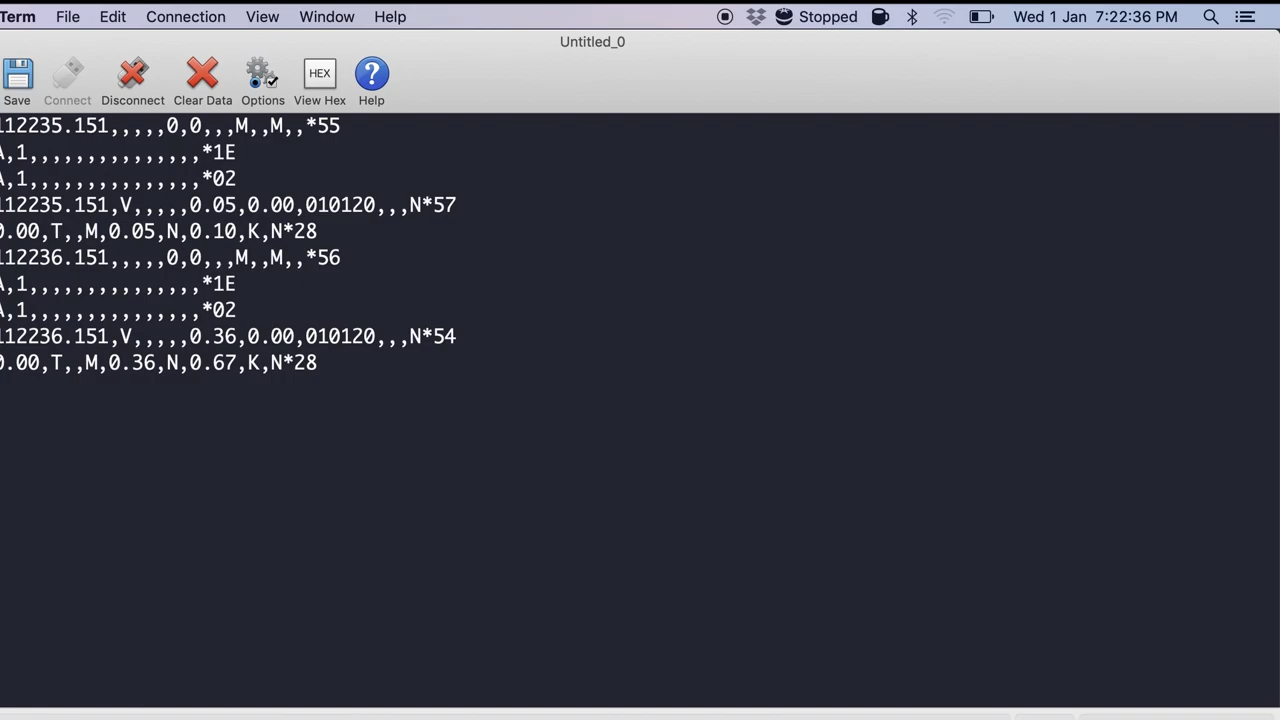 Term File Edit Connection View Window Help Stopped Wed 1 Jan 7:22:36 PM
Untitled_0
HEX
Save Connect Disconnect Clear Data Options View Hex Help
112235.151,,,,,0,0,,,M,,M,,*55
A,1,,,,,,,,,,,,,,,*1E
A,1,,,,,,,,,,,,,,,*02
112235.151,V,,,,,0.05,0.00,010120,,,N*57
0.00,T,,M,0.05,N,0.10,K,N*28
112236.151,,,,,0,0,,,M,,M,,*56
A,1,,,,,,,,,,,,,,,*1E
A,1,,,,,,,,,,,,,,,*02
112236.151,V,,,,,0.36,0.00,010120,,,N*54
0.00,T,,M,0.36,N,0.67,K,N*28